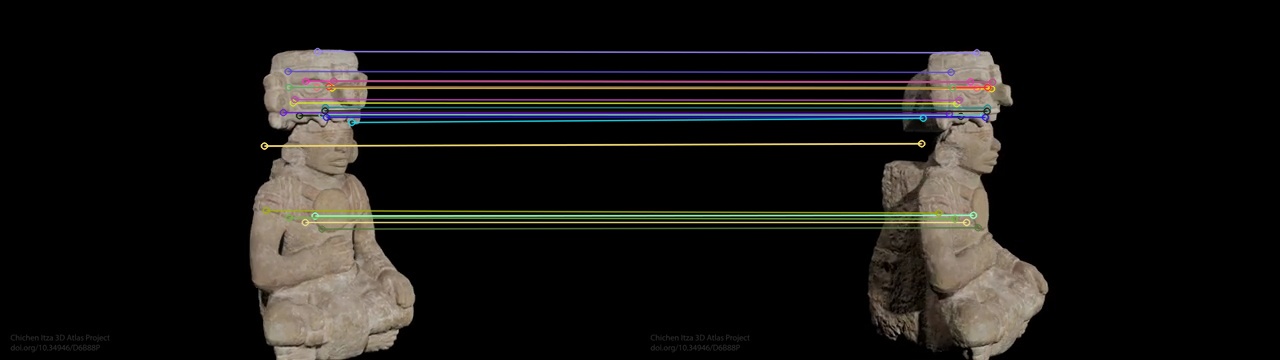 Chichen Itza 3D Atlas Project
doi.org/10.34946/D6B88P
Chichen Itza 3D Atlas Project
doi.org/10.34946/D6B88P